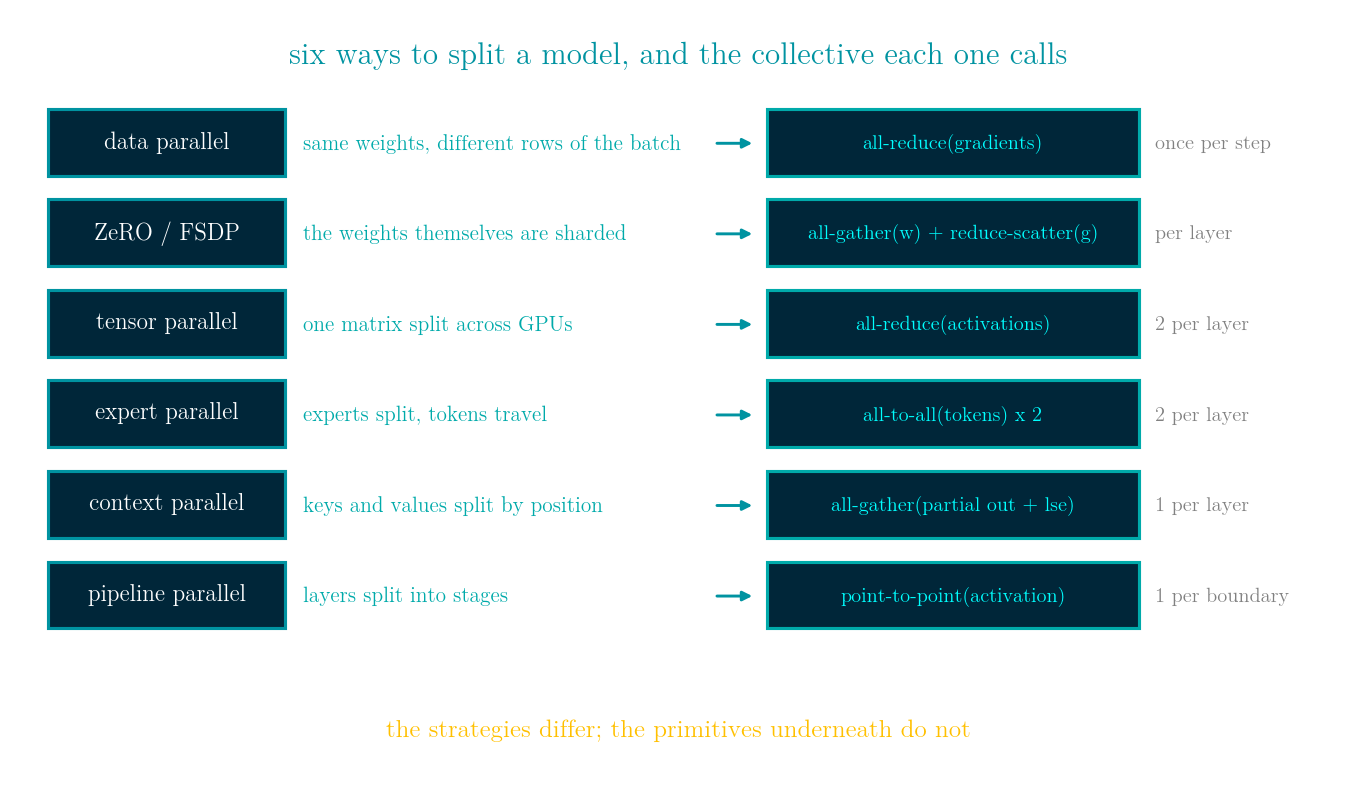 six ways to split a model, and the collective each one calls
data parallel same weights, different rows of the batch all-reduce(gradients) once per step
ZeRO / FSDP the weights themselves are sharded all-gather(w) + reduce-scatter(g) per layer
tensor parallel one matrix split across GPUs all-reduce(activations) 2 per layer
expert parallel experts split, tokens travel all-to-all(tokens) x 2 2 per layer
context parallel keys and values split by position all-gather(partial out + lse) 1 per layer
pipeline parallel layers split into stages point-to-point(activation) 1 per boundary
the strategies differ; the primitives underneath do not